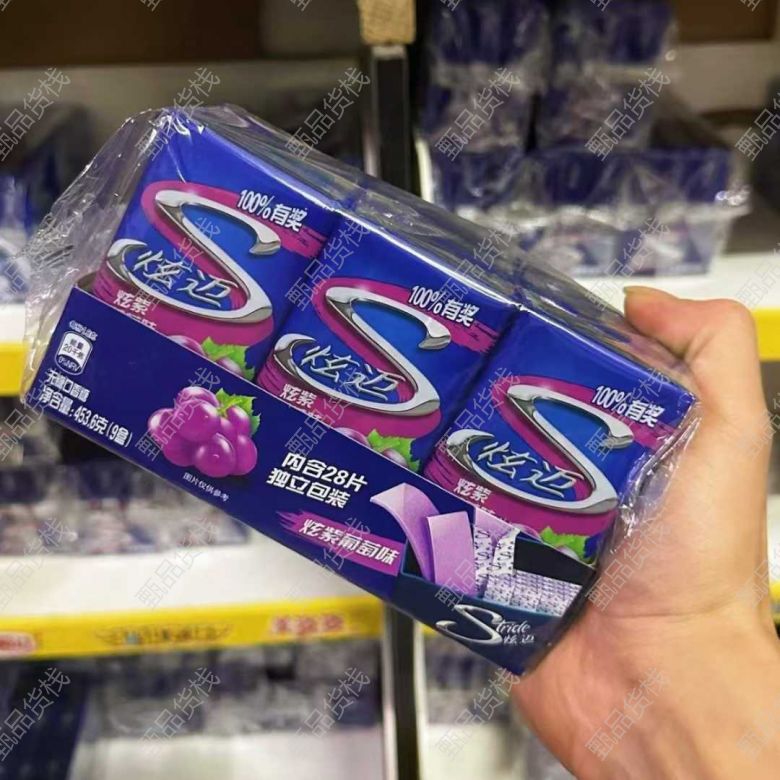 100%有奖
炫迈
炫紫
100%有奖
炫迈
炫紫
100%有奖
炫迈
炫紫
无糖口香糖
净含量:453.6克(9盒)
图片仅供参考
内含28片
独立包装
炫紫葡萄味
Stride
炫迈
甄品货栈